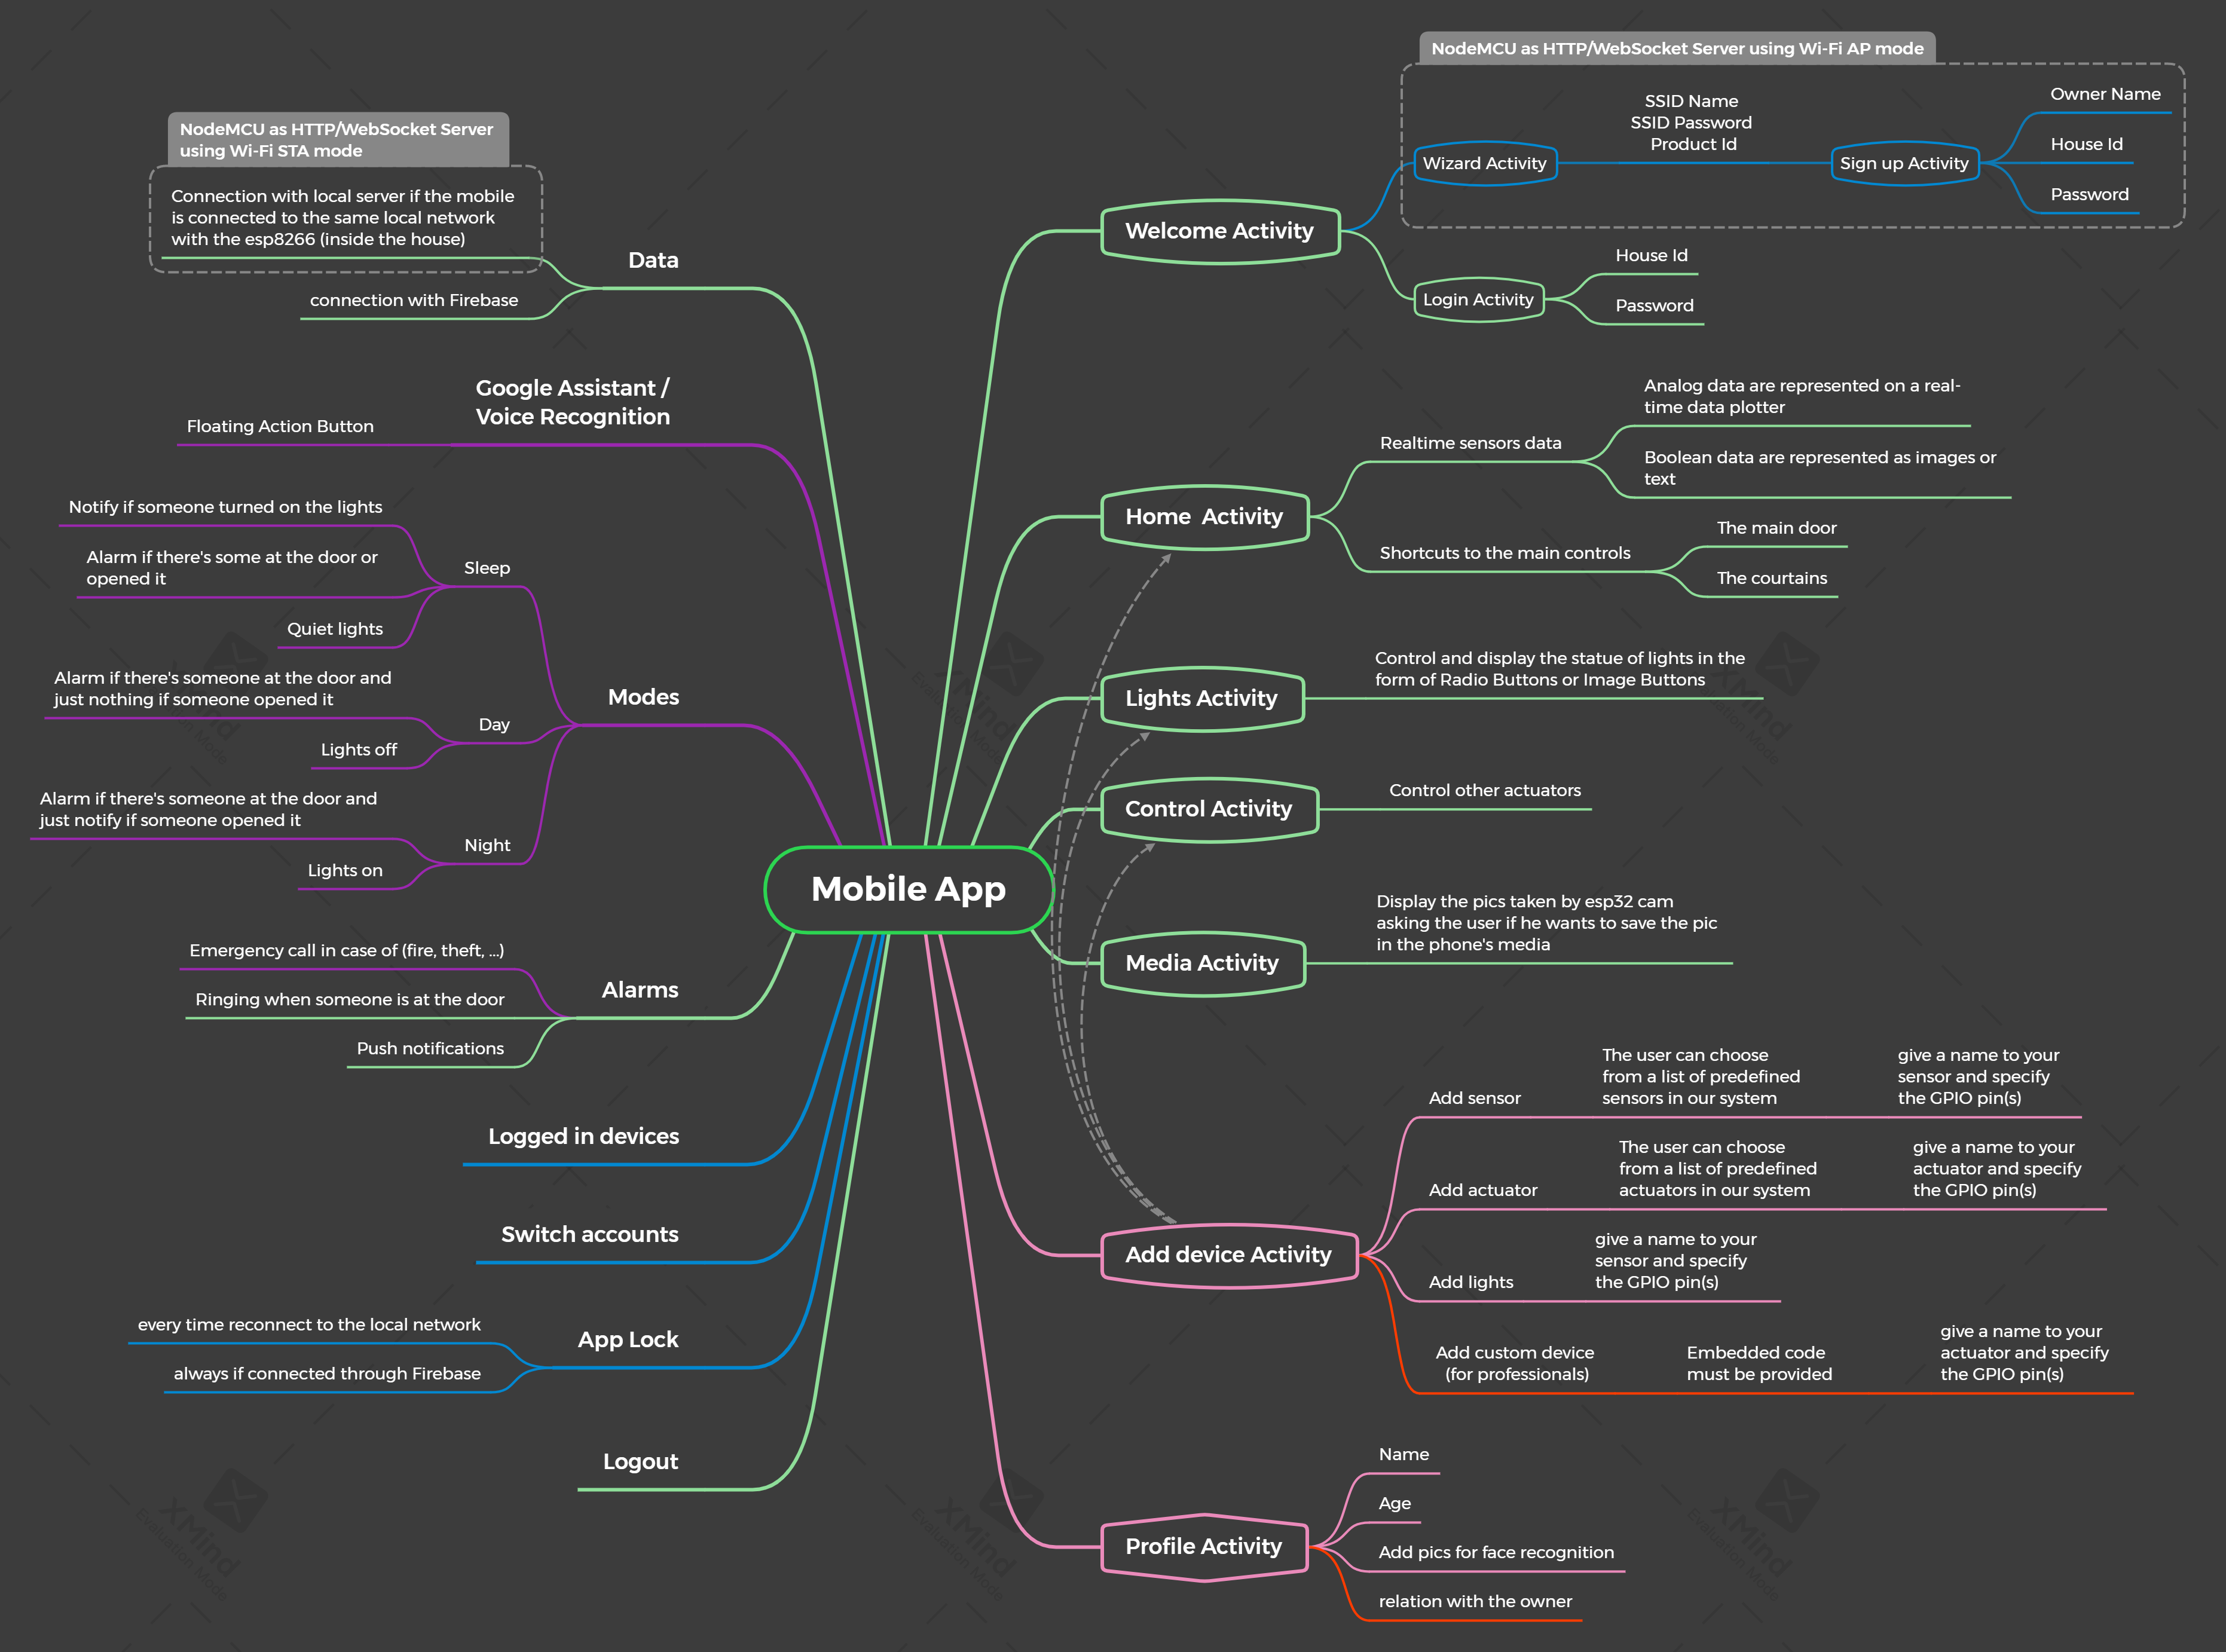 NodeMCU as HTTP/WebSocket Server using Wi-Fi AP mode
SSID Name
SSID Password
Product Id
Wizard Activity
Sign up Activity
Owner Name
House Id
Password
Welcome Activity
Login Activity
House Id
Password
Home  Activity
Realtime sensors data
Analog data are represented on a real-
time data plotter
Boolean data are represented as images or
text
Shortcuts to the main controls
The main door
The courtains
Lights Activity
Control and display the statue of lights in the
form of Radio Buttons or Image Buttons
Control Activity
Control other actuators
Media Activity
Display the pics taken by esp32 cam
asking the user if he wants to save the pic
in the phone's media
Add device Activity
Add sensor
The user can choose
from a list of predefined
sensors in our system
give a name to your
sensor and specify
the GPIO pin(s)
Add actuator
The user can choose
from a list of predefined
actuators in our system
give a name to your
actuator and specify
the GPIO pin(s)
Add lights
give a name to your
sensor and specify
the GPIO pin(s)
Add custom device
(for professionals)
Embedded code
must be provided
give a name to your
actuator and specify
the GPIO pin(s)
Profile Activity
Name
Age
Add pics for face recognition
relation with the owner
Mobile App
NodeMCU as HTTP/WebSocket Server
using Wi-Fi STA mode
Connection with local server if the mobile
is connected to the same local network
with the esp8266 (inside the house)
Data
connection with Firebase
Google Assistant /
Voice Recognition
Floating Action Button
Modes
Sleep
Notify if someone turned on the lights
Alarm if there's some at the door or
opened it
Quiet lights
Day
Alarm if there's someone at the door and
just nothing if someone opened it
Lights off
Night
Alarm if there's someone at the door and
just notify if someone opened it
Lights on
Alarms
Emergency call in case of (fire, theft, ...)
Ringing when someone is at the door
Push notifications
Logged in devices
Switch accounts
App Lock
every time reconnect to the local network
always if connected through Firebase
Logout
XMind
Evaluation Mode
XMind
Evaluation Mode
XMind
Evaluation Mode
XMind
Evaluation Mode
XMind
Evaluation Mode